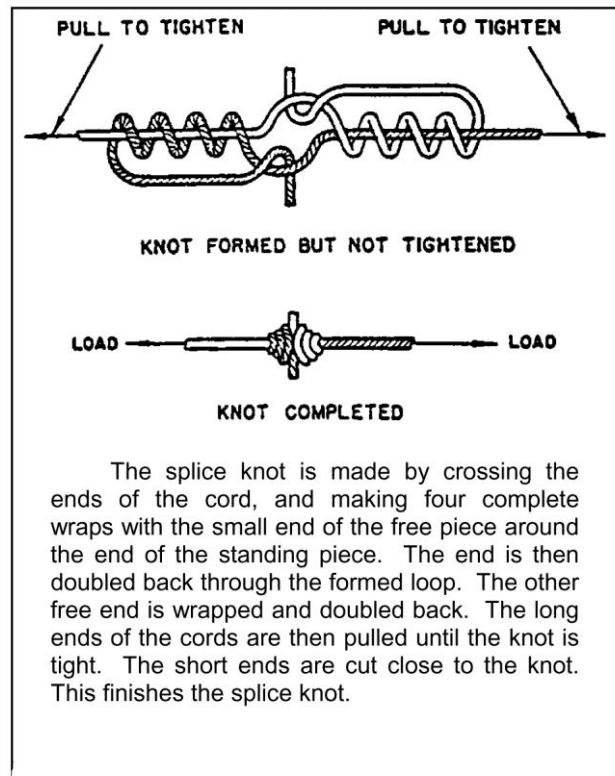 PULL TO TIGHTEN PULL TO TIGHTEN
KNOT FORMED BUT NOT TIGHTENED
LOAD LOAD
KNOT COMPLETED
The splice knot is made by crossing the
ends of the cord, and making four complete
wraps with the small end of the free piece around
the end of the standing piece. The end is then
doubled back through the formed loop. The other
free end is wrapped and doubled back. The long
ends of the cords are then pulled until the knot is
tight. The short ends are cut close to the knot.
This finishes the splice knot.